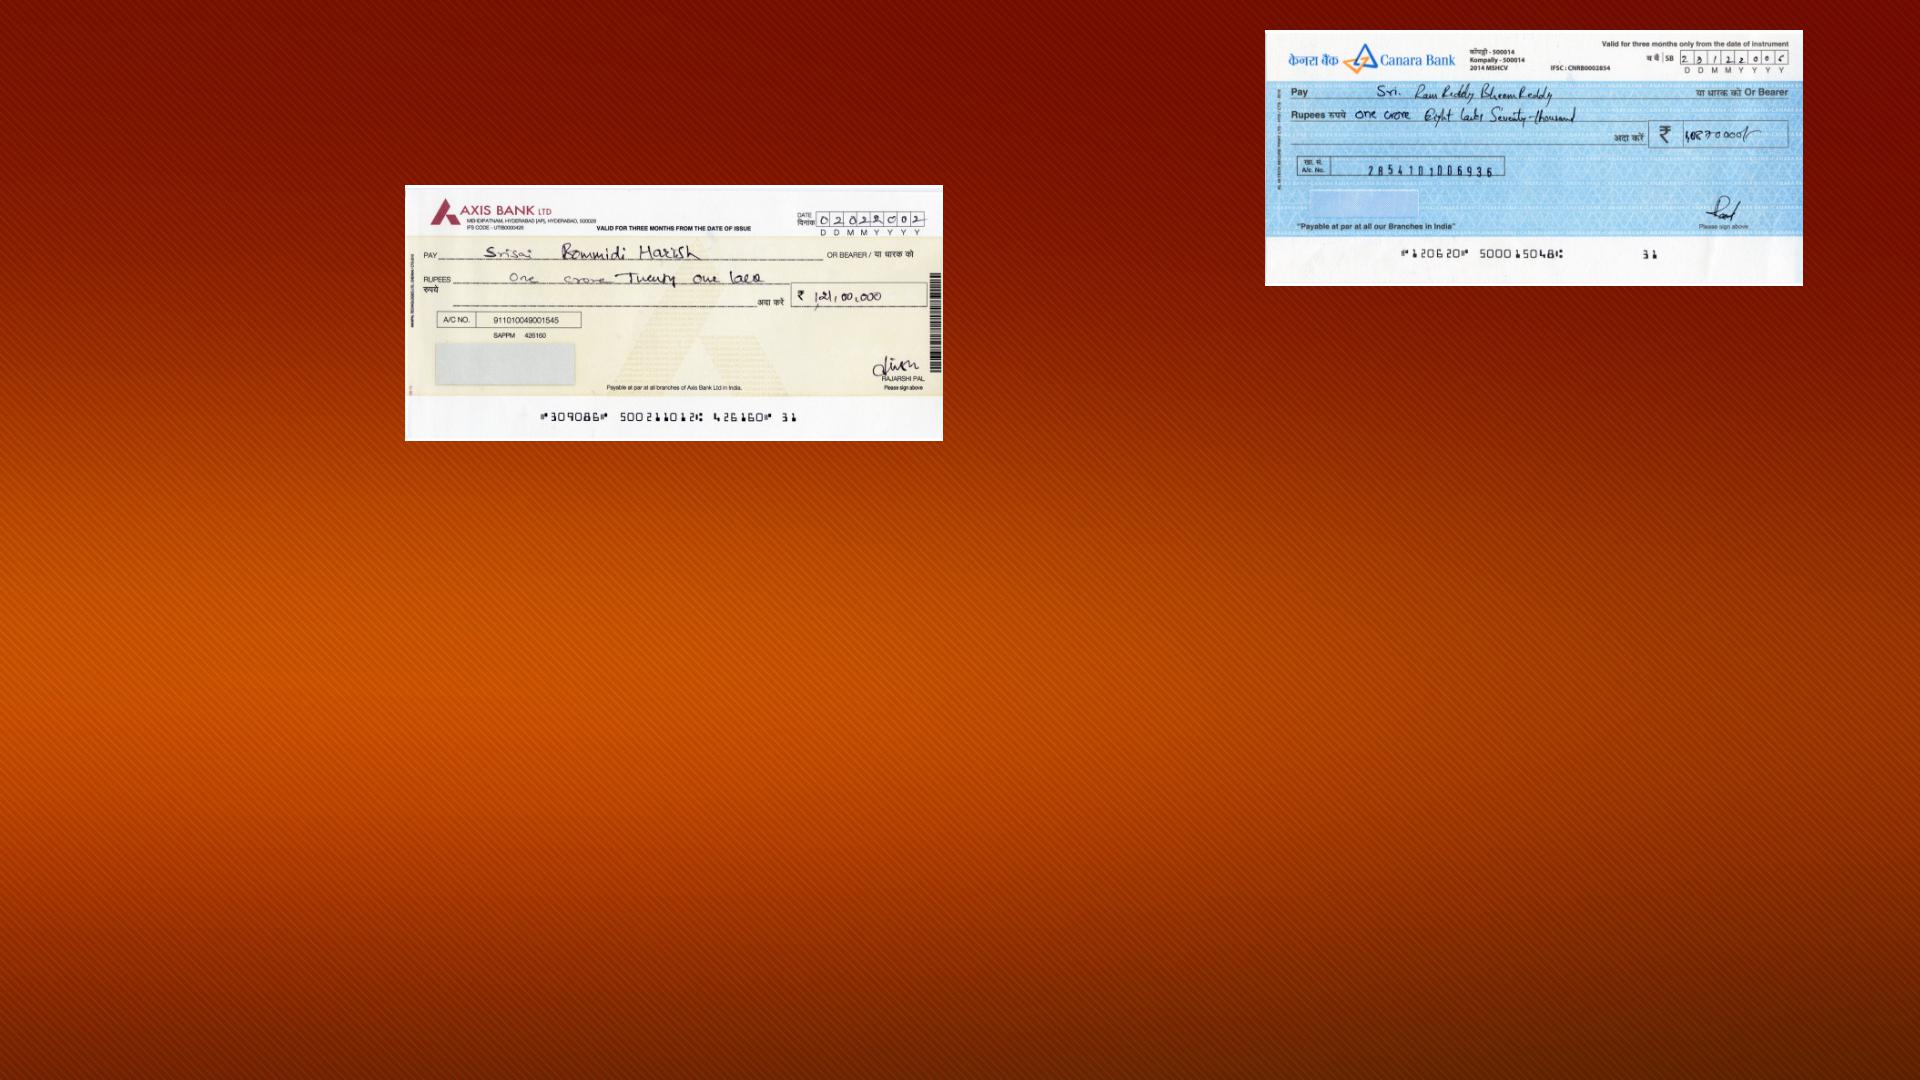 AXIS BANK LTD
MEHDIPATNAM, HYDERABAD [AP], HYDERABAD, 500028
IFS CODE - UTIB0000426
VALID FOR THREE MONTHS FROM THE DATE OF ISSUE
DATE
दिनांक
0 2 0 2 2 0 0 2
D D M M Y Y Y Y
PAY Srisai Bommidi Harish OR BEARER / या धारक को
RUPEES One crore Twenty one lacs
रुपये
अदा करे ₹ 1,21,00,000
A/C NO. 911010049001545
SAPPM 426160
RAJARSHI PAL
Please sign above
Payable at par at all branches of Axis Bank Ltd in India.
"309086" 500211012: 426160" 31
Valid for three months only from the date of instrument
केनरा बैंक Canara Bank
कोंपल्ली - 500014
Kompally - 500014
2014 MSHCV
IFSC : CNRB0002854
ब बैं SB 2 3 1 2 2 0 0 5
D D M M Y Y Y Y
Pay Sri. Ram Reddy Bheem Reddy या धारक को Or Bearer
Rupees रुपये one crore Eight lacks Seventy-thousand
अदा करें ₹ 10870000/-
खा. सं.
A/c. No. 2854101006936
Please sign above
"Payable at par at all our Branches in India"
"120620" 500015048: 31